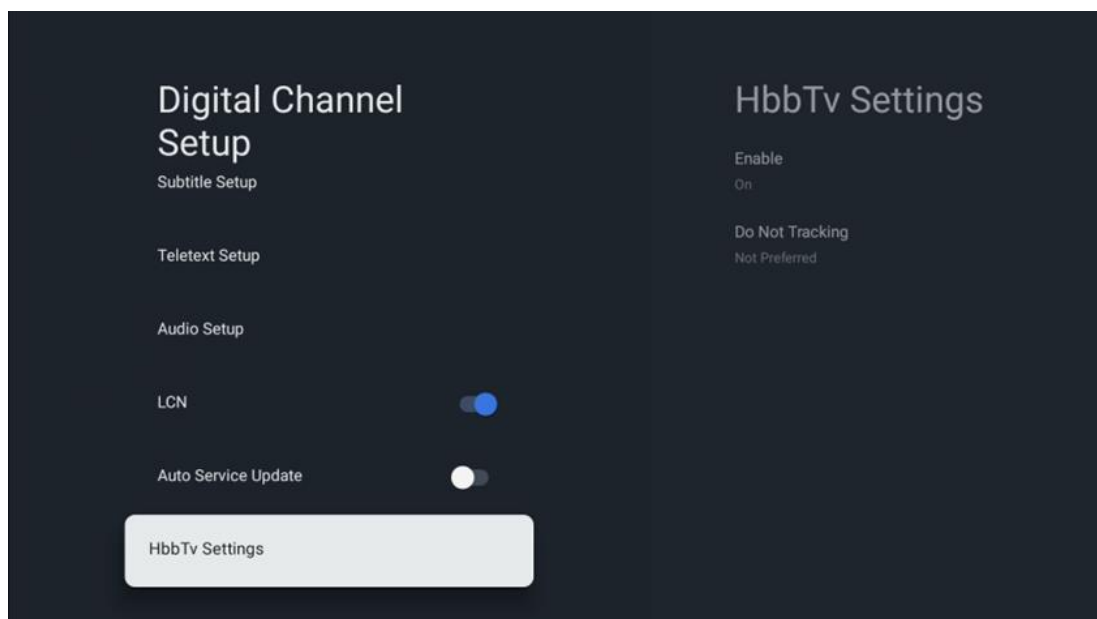 Digital Channel
Setup
Subtitle Setup
Teletext Setup
Audio Setup
LCN
Auto Service Update
HbbTv Settings
HbbTv Settings
Enable
On
Do Not Tracking
Not Preferred